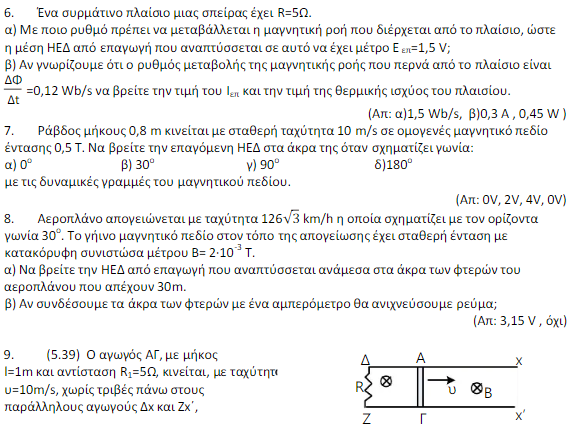 6. Ένα συρμάτινο πλαίσιο μιας σπείρας έχει R=5Ω.
α) Με ποιο ρυθμό πρέπει να μεταβάλλεται η μαγνητική ροή που διέρχεται από το πλαίσιο, ώστε
η μέση ΗΕΔ από επαγωγή που αναπτύσσεται σε αυτό να έχει μέτρο Ε επ=1,5 V;
β) Αν γνωρίζουμε ότι ο ρυθμός μεταβολής της μαγνητικής ροής που περνά από το πλαίσιο είναι
ΔΦ/Δt =0,12 Wb/s να βρείτε την τιμή του Ιεπ και την τιμή της θερμικής ισχύος του πλαισίου.
(Απ: α)1,5 Wb/s, β)0,3 A , 0,45 W )
7. Ράβδος μήκους 0,8 m κινείται με σταθερή ταχύτητα 10 m/s σε ομογενές μαγνητικό πεδίο
έντασης 0,5 T. Να βρείτε την επαγόμενη ΗΕΔ στα άκρα της όταν σχηματίζει γωνία:
α) 0° β) 30° γ) 90° δ)180°
με τις δυναμικές γραμμές του μαγνητικού πεδίου.
(Απ: 0V, 2V, 4V, 0V)
8. Αεροπλάνο απογειώνεται με ταχύτητα 126√3 km/h η οποία σχηματίζει με τον ορίζοντα
γωνία 30°. Το γήινο μαγνητικό πεδίο στον τόπο της απογείωσης έχει σταθερή ένταση με
κατακόρυφη συνιστώσα μέτρου Β= 2·10⁻³ T.
α) Να βρείτε την ΗΕΔ από επαγωγή που αναπτύσσεται ανάμεσα στα άκρα των φτερών του
αεροπλάνου που απέχουν 30m.
β) Αν συνδέσουμε τα άκρα των φτερών με ένα αμπερόμετρο θα ανιχνεύσουμε ρεύμα;
(Απ: 3,15 V , όχι)
9. (5.39) Ο αγωγός ΑΓ, με μήκος
l=1m και αντίσταση R₁=5Ω, κινείται, με ταχύτητα
υ=10m/s, χωρίς τριβές πάνω στους
παράλληλους αγωγούς Δx και Zx΄,
Δ A x
R υ B
Z Γ x΄